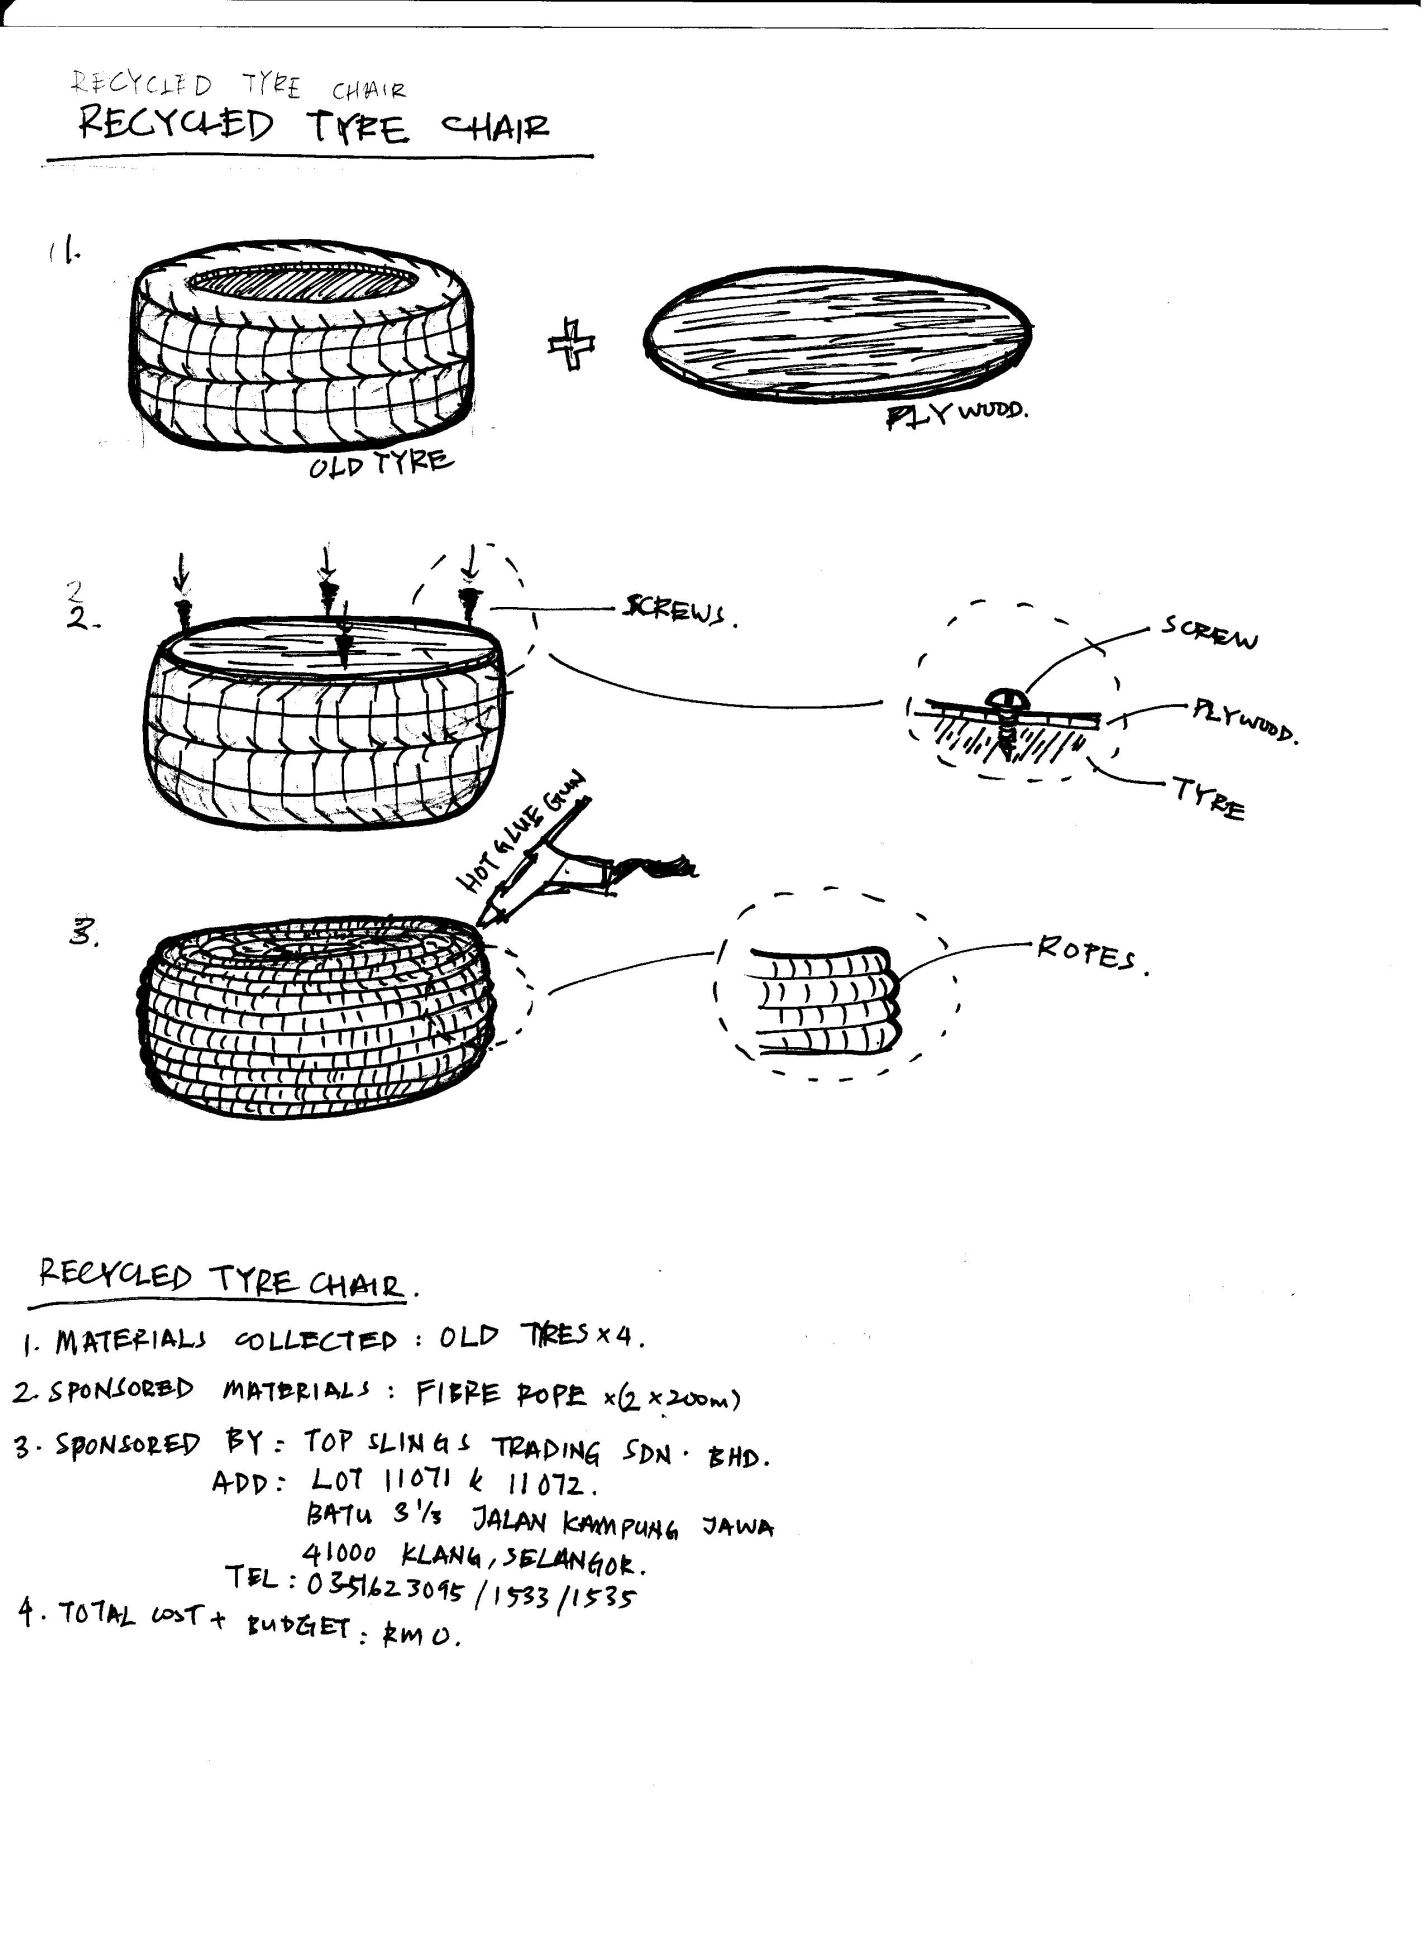 RECYCLED TYRE CHAIR
RECYCLED TYRE CHAIR
1.
OLD TYRE
PLYWOOD.
2
2.
SCREWS.
SCREW
PLYWOOD.
TYRE
HOT GLUE GUN
3.
ROPES.
RECYCLED TYRE CHAIR.
1. MATERIALS COLLECTED : OLD TYRES x 4.
2. SPONSORED MATERIALS : FIBRE ROPE x(2 x 200m)
3. SPONSORED BY : TOP SLINGS TRADING SDN. BHD.
ADD : LOT 11071 & 11072.
BATU 3 1/3 JALAN KAMPUNG JAWA
41000 KLANG, SELANGOR.
TEL : 0351623095 / 1533 / 1535
4. TOTAL COST + BUDGET : RM 0.